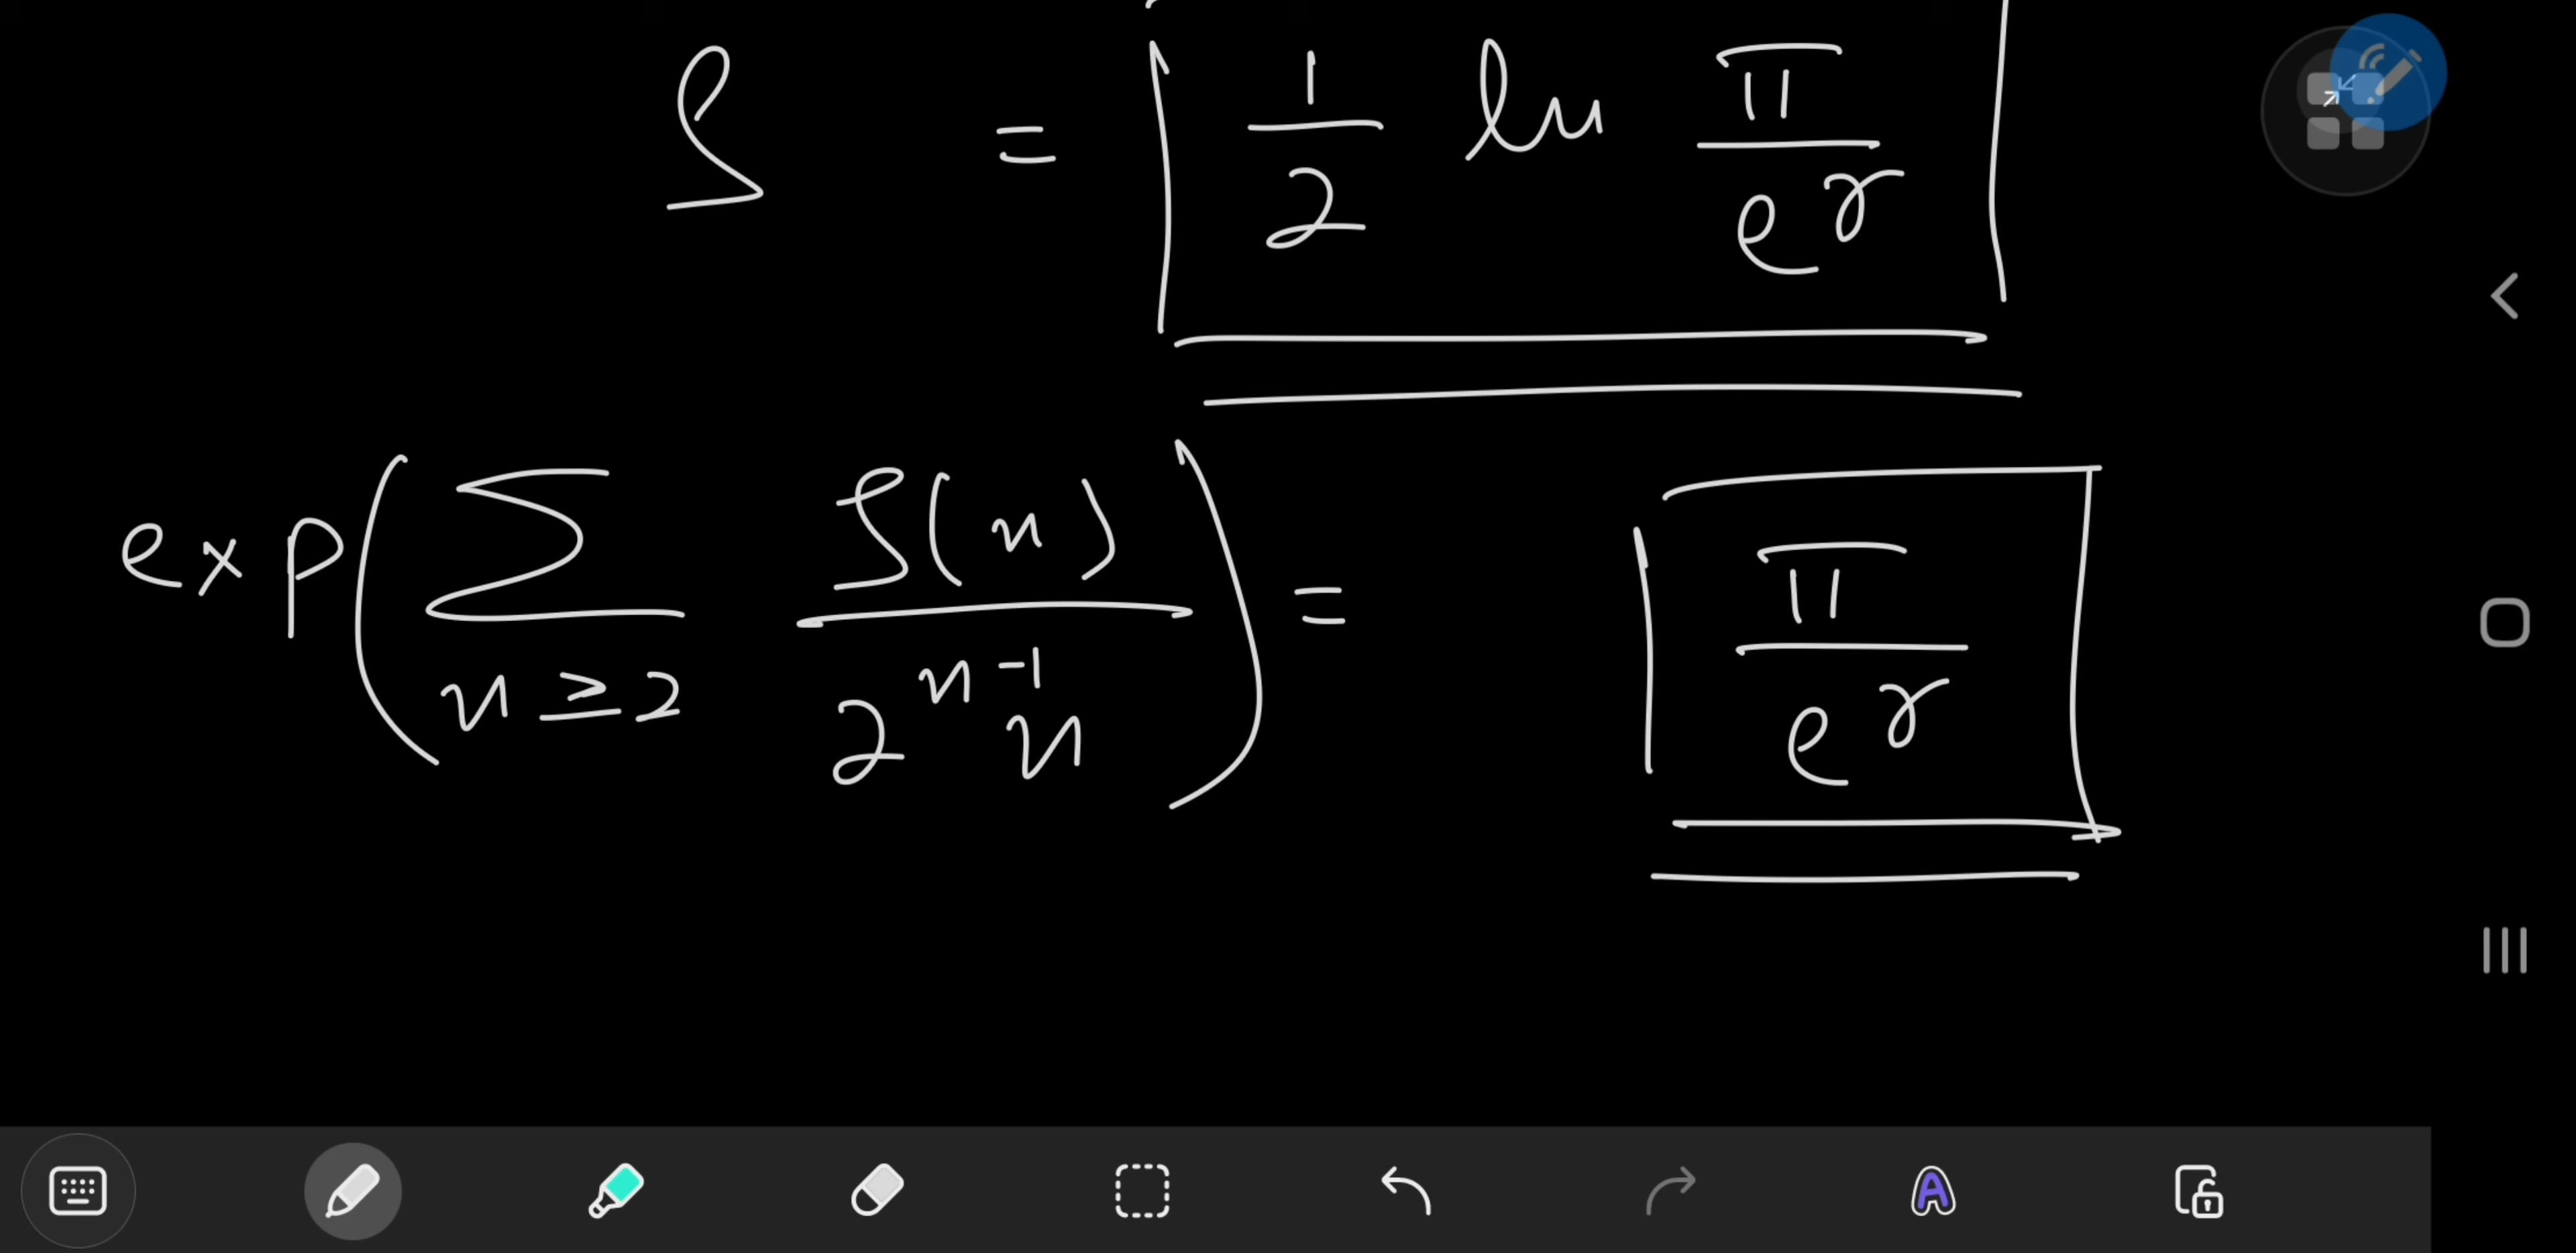 S = 1/2 ln π/e^γ
exp(∑_{n≥2} ζ(n)/(2^{n-1} n)) = π/e^γ